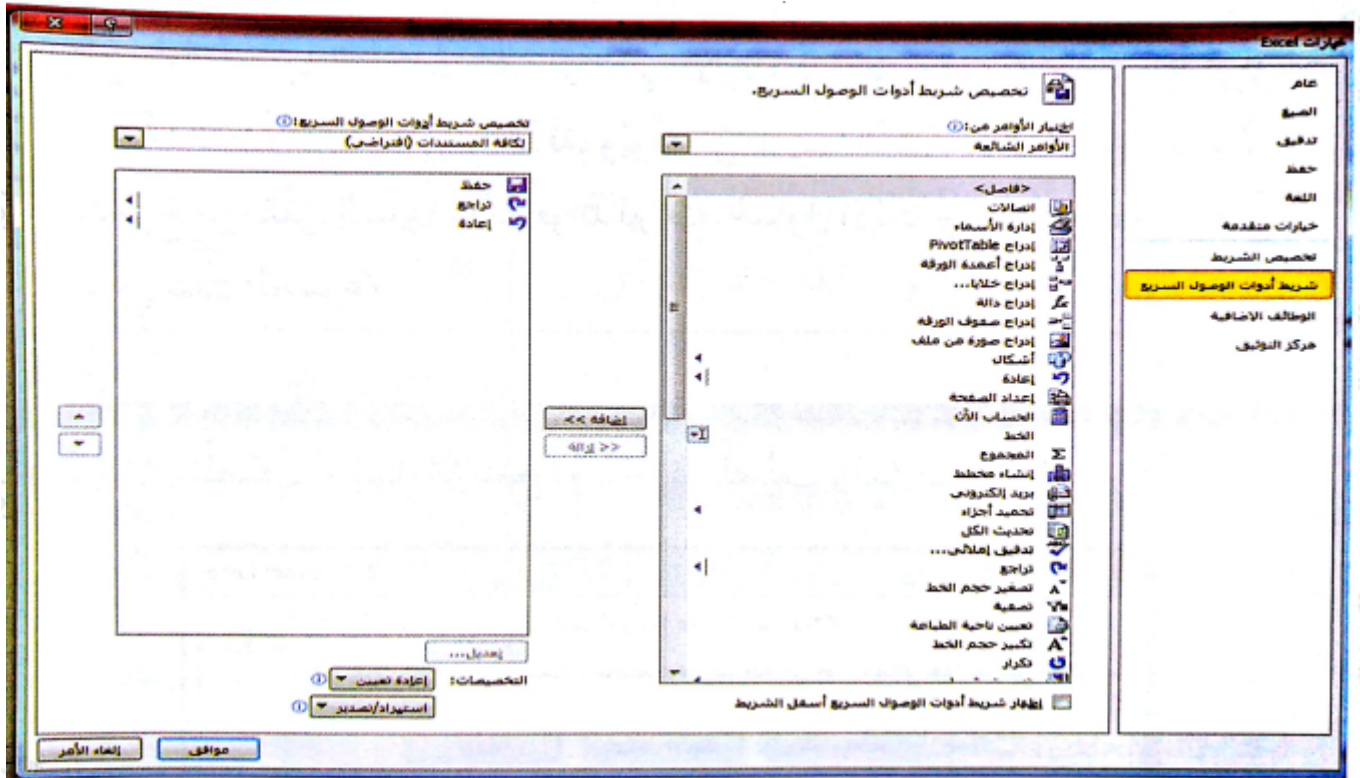 خيارات Excel
عام
الصيغ
تدقيق
حفظ
اللغة
خيارات متقدمة
تخصيص الشريط
شريط أدوات الوصول السريع
الوظائف الاضافية
مركز التوثيق
تخصيص شريط أدوات الوصول السريع.
اختيار الأوامر من:
الأوامر الشائعة
<فاصل>
اتصالات
إدارة الأسماء
إدراج PivotTable
إدراج أعمدة الورقة
إدراج خلايا...
إدراج دالة
إدراج صفوف الورقة
إدراج صورة من ملف
أشكال
إعادة
إعداد الصفحة
الحساب الآن
الخط
المجموع
إنشاء مخطط
بريد إلكتروني
تجميد أجزاء
تحديث الكل
تدقيق إملائي...
تراجع
تصغير حجم الخط
تصفية
تعيين ناحية الطباعة
تكبير حجم الخط
تكرار
إظهار شريط أدوات الوصول السريع أسفل الشريط
إضافة >>
<< إزالة
تخصيص شريط أدوات الوصول السريع:
لكافة المستندات (افتراضي)
حفظ
تراجع
إعادة
تعديل...
التخصيصات: إعادة تعيين
استيراد/تصدير
موافق
إلغاء الأمر